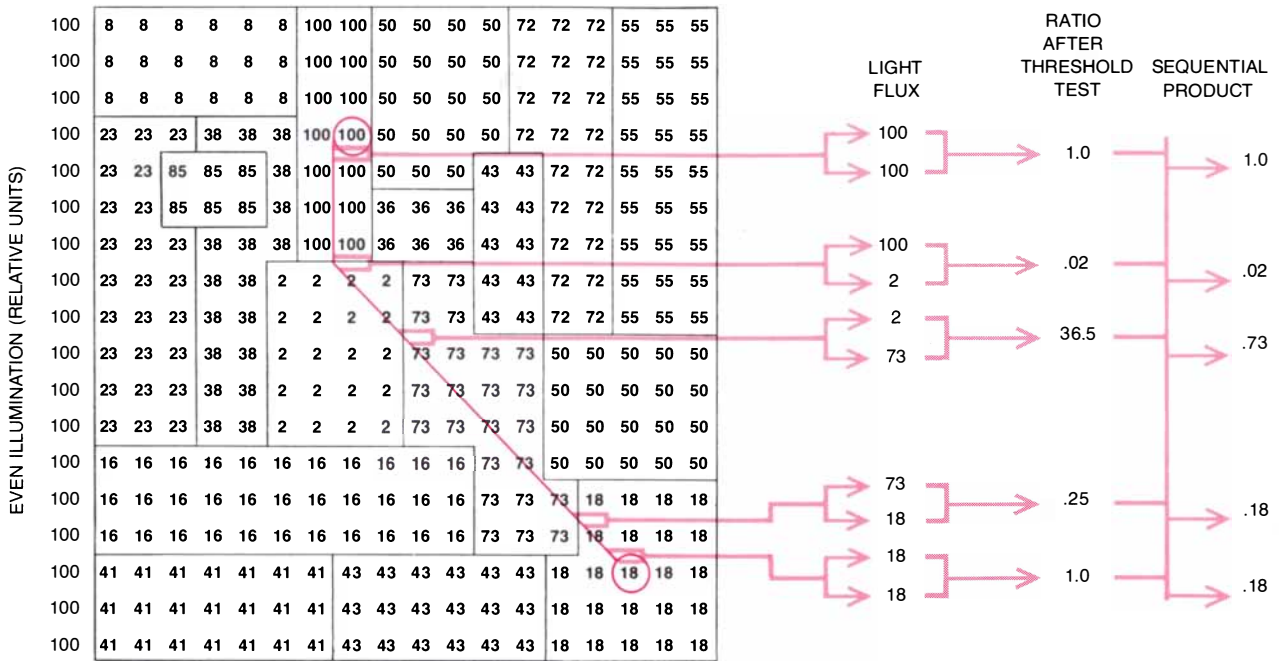 EVEN ILLUMINATION (RELATIVE UNITS)
100 8 8 8 8 8 8 100 100 50 50 50 50 72 72 72 55 55 55
100 8 8 8 8 8 8 100 100 50 50 50 50 72 72 72 55 55 55
100 8 8 8 8 8 8 100 100 50 50 50 50 72 72 72 55 55 55
100 23 23 23 38 38 38 100 100 50 50 50 50 72 72 72 55 55 55
100 23 23 85 85 85 38 100 100 50 50 50 43 43 72 72 55 55 55
100 23 23 85 85 85 38 100 100 36 36 36 43 43 72 72 55 55 55
100 23 23 23 38 38 38 100 100 36 36 36 43 43 72 72 55 55 55
100 23 23 23 38 38 2 2 2 2 73 73 43 43 72 72 55 55 55
100 23 23 23 38 38 2 2 2 2 73 73 43 43 72 72 55 55 55
100 23 23 23 38 38 2 2 2 2 73 73 73 73 50 50 50 50 50
100 23 23 23 38 38 2 2 2 2 73 73 73 73 50 50 50 50 50
100 23 23 23 38 38 2 2 2 2 73 73 73 73 50 50 50 50 50
100 16 16 16 16 16 16 16 16 16 16 16 73 73 50 50 50 50 50
100 16 16 16 16 16 16 16 16 16 16 16 73 73 73 18 18 18 18
100 16 16 16 16 16 16 16 16 16 16 16 73 73 73 18 18 18 18
100 41 41 41 41 41 41 41 43 43 43 43 43 43 18 18 18 18 18
100 41 41 41 41 41 41 41 43 43 43 43 43 43 18 18 18 18 18
100 41 41 41 41 41 41 41 43 43 43 43 43 43 18 18 18 18 18
LIGHT
FLUX
100
100
100
2
2
73
73
18
18
18
RATIO
AFTER
THRESHOLD
TEST
1.0
.02
36.5
.25
1.0
SEQUENTIAL
PRODUCT
1.0
.02
.73
.18
.18